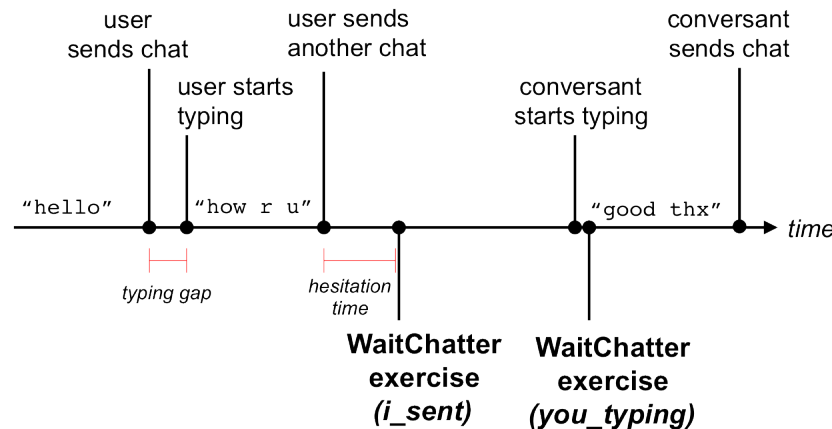 user
sends chat
user starts
typing
user sends
another chat
conversant
starts typing
conversant
sends chat
“hello”
“how r u”
“good thx”
time
typing gap
hesitation
time
WaitChatter
exercise
(i_sent)
WaitChatter
exercise
(you_typing)